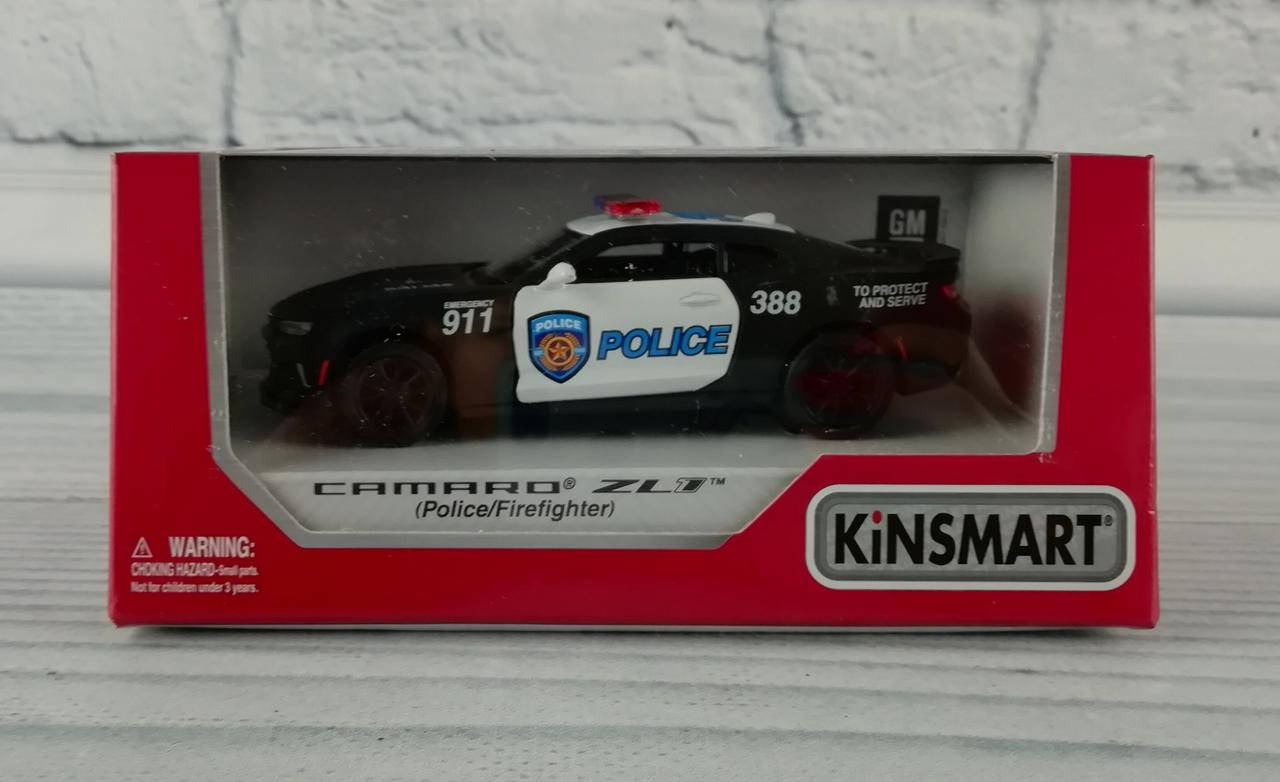 GM
EMERGENCY
911
POLICE
POLICE
388
TO PROTECT
AND SERVE
CAMARO® ZL1™
(Police/Firefighter)
WARNING:
CHOKING HAZARD-Small parts.
Not for children under 3 years.
KiNSMART®